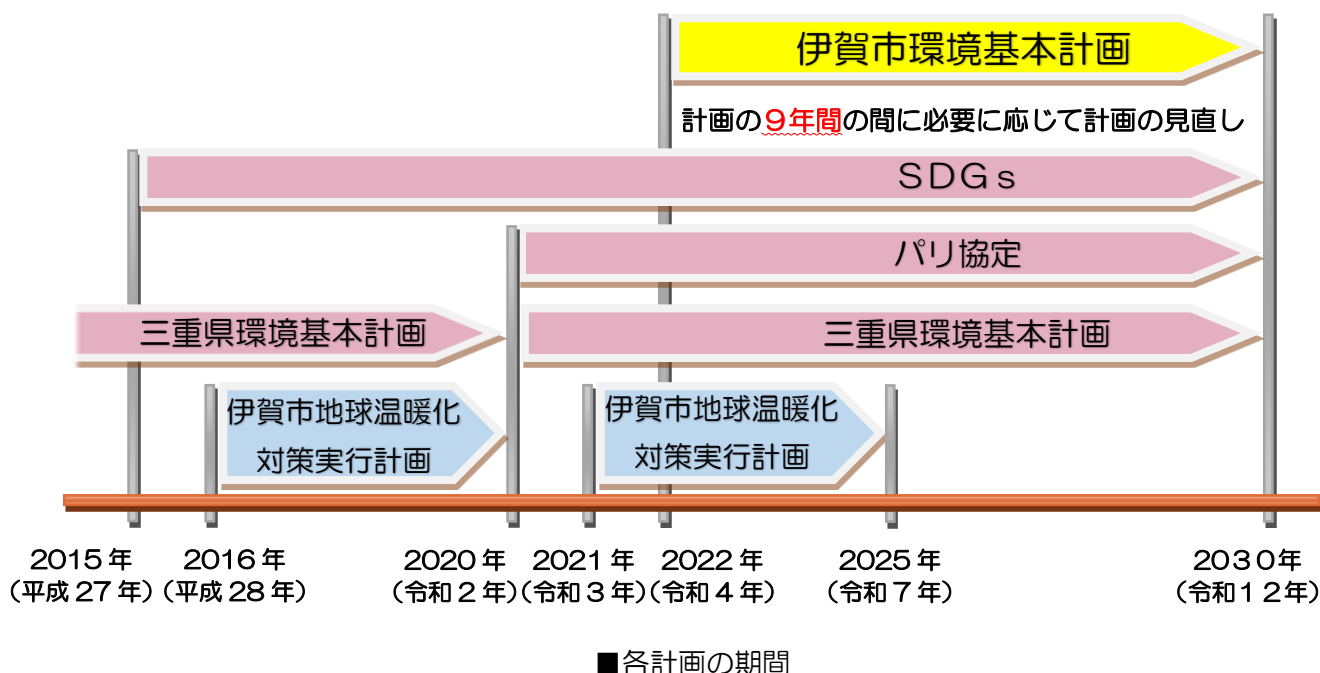 伊賀市環境基本計画
計画の９年間の間に必要に応じて計画の見直し
ＳＤＧｓ
パリ協定
三重県環境基本計画
三重県環境基本計画
伊賀市地球温暖化
対策実行計画
伊賀市地球温暖化
対策実行計画
2015年
（平成27年）
2016年
（平成28年）
2020年
（令和２年）
2021年
（令和３年）
2022年
（令和４年）
2025年
（令和７年）
2０３０年
（令和１２年）
■各計画の期間